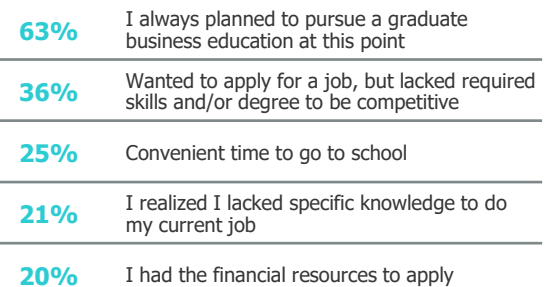 63% I always planned to pursue a graduate
business education at this point
36% Wanted to apply for a job, but lacked required
skills and/or degree to be competitive
25% Convenient time to go to school
21% I realized I lacked specific knowledge to do
my current job
20% I had the financial resources to apply